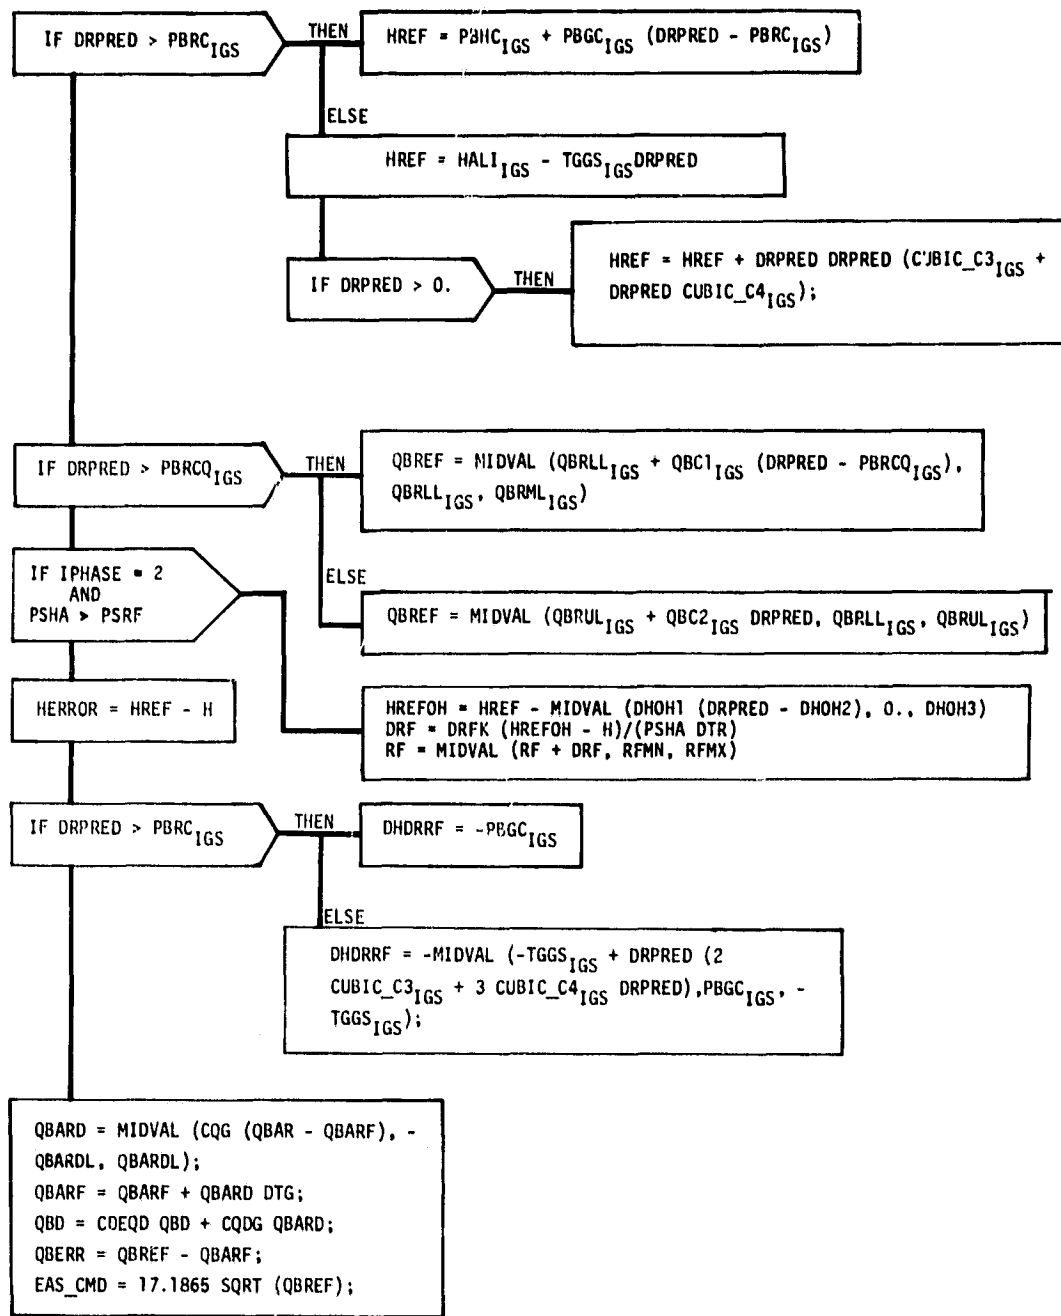 IF DRPRED > PBRC_IGS
THEN
HREF = PBHC_IGS + PBGC_IGS (DRPRED - PBRC_IGS)
ELSE
HREF = HALI_IGS - TGGS_IGS DRPRED
IF DRPRED > 0.
THEN
HREF = HREF + DRPRED DRPRED (CUBIC_C3_IGS +
DRPRED CUBIC_C4_IGS);
IF DRPRED > PBRCQ_IGS
THEN
QBREF = MIDVAL (QBRLL_IGS + QBC1_IGS (DRPRED - PBRCQ_IGS),
QBRLL_IGS, QBRML_IGS)
ELSE
QBREF = MIDVAL (QBRUL_IGS + QBC2_IGS DRPRED, QBRLL_IGS, QBRUL_IGS)
IF IPHASE = 2
AND
PSHA > PSRF
HREFOH = HREF - MIDVAL (DHOH1 (DRPRED - DHOH2), 0., DHOH3)
DRF = DRFK (HREFOH - H)/(PSHA DTR)
RF = MIDVAL (RF + DRF, RFMN, RFMX)
HERROR = HREF - H
IF DRPRED > PBRC_IGS
THEN
DHDRRF = -PBGC_IGS
ELSE
DHDRRF = -MIDVAL (-TGGS_IGS + DRPRED (2
CUBIC_C3_IGS + 3 CUBIC_C4_IGS DRPRED),PBGC_IGS, -
TGGS_IGS);
QBARD = MIDVAL (CQG (QBAR - QBARF), -
QBARDL, QBARDL);
QBARF = QBARF + QBARD DTG;
QBD = CDEQD QBD + CQDG QBARD;
QBERR = QBREF - QBARF;
EAS_CMD = 17.1865 SQRT (QBREF);